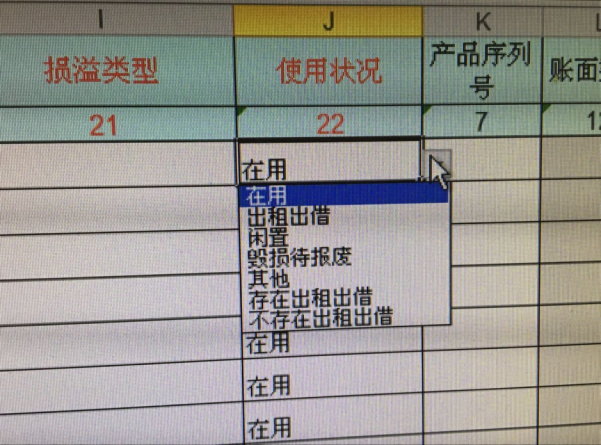 I J K
损溢类型 使用状况 产品序列号 账面
21 22 7 12
在用
在用
出租出借
闲置
毁损待报废
其他
存在出租出借
不存在出租出借
在用
在用
在用